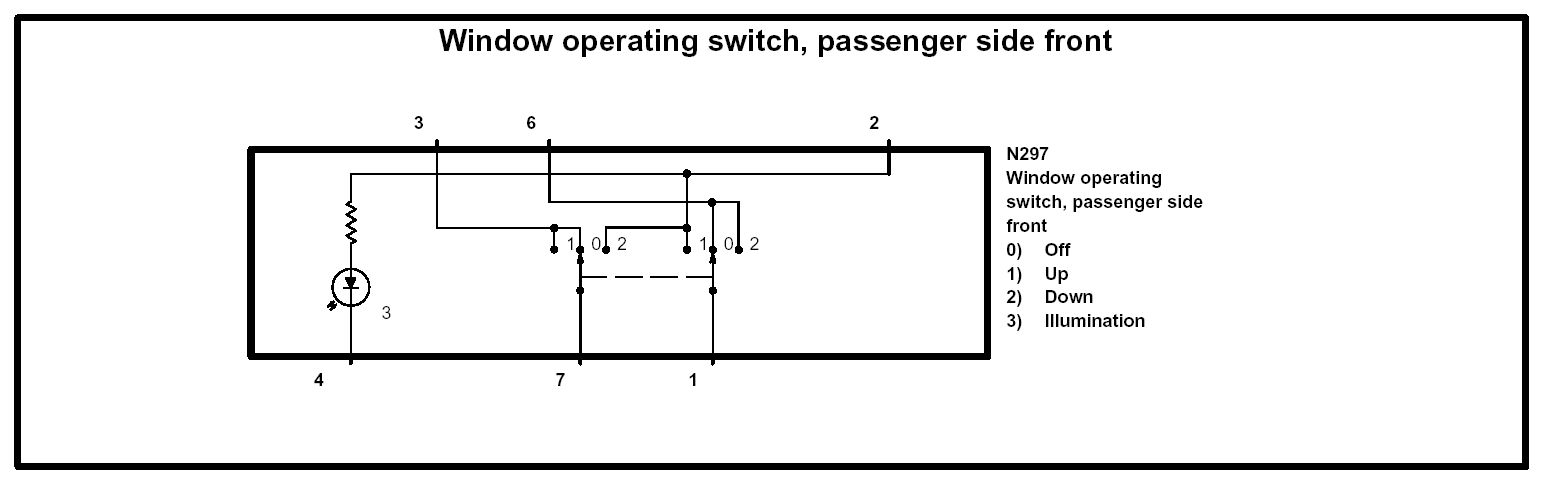 Window operating switch, passenger side front
3 6 2
N297
Window operating
switch, passenger side
front
0) Off
1) Up
2) Down
3) Illumination
1 0 2 1 0 2
3
4 7 1